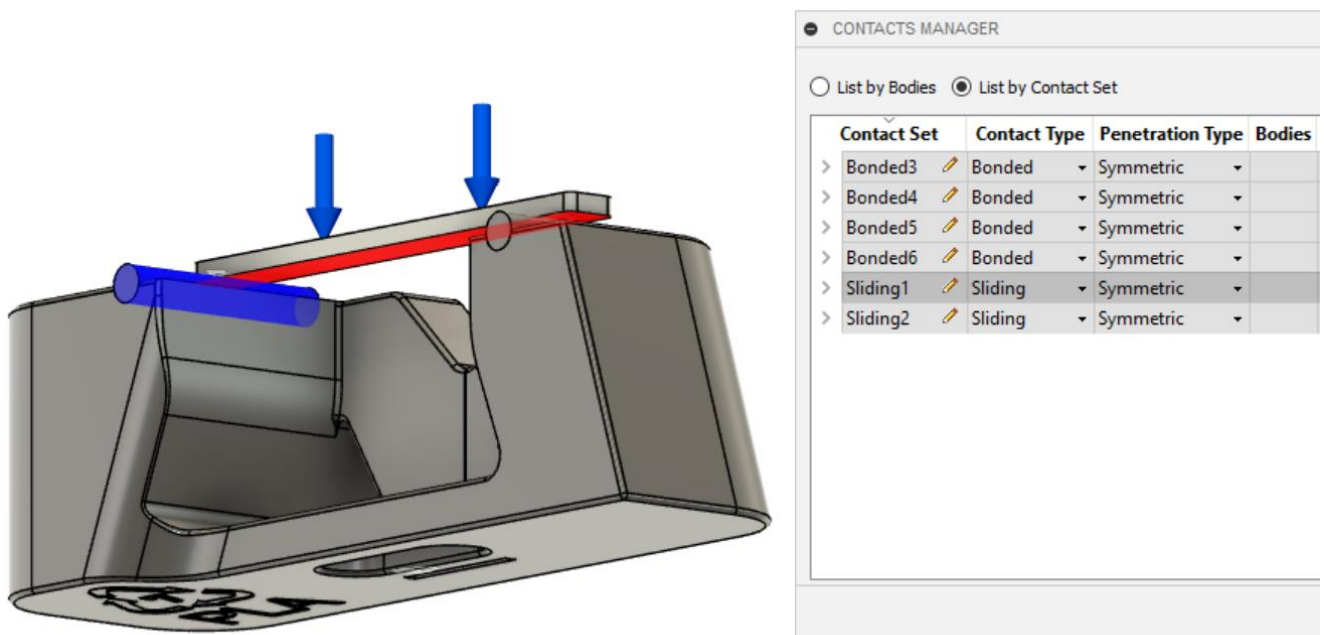 CONTACTS MANAGER
List by Bodies List by Contact Set
Contact Set Contact Type Penetration Type Bodies
Bonded3 Bonded Symmetric
Bonded4 Bonded Symmetric
Bonded5 Bonded Symmetric
Bonded6 Bonded Symmetric
Sliding1 Sliding Symmetric
Sliding2 Sliding Symmetric
PLA